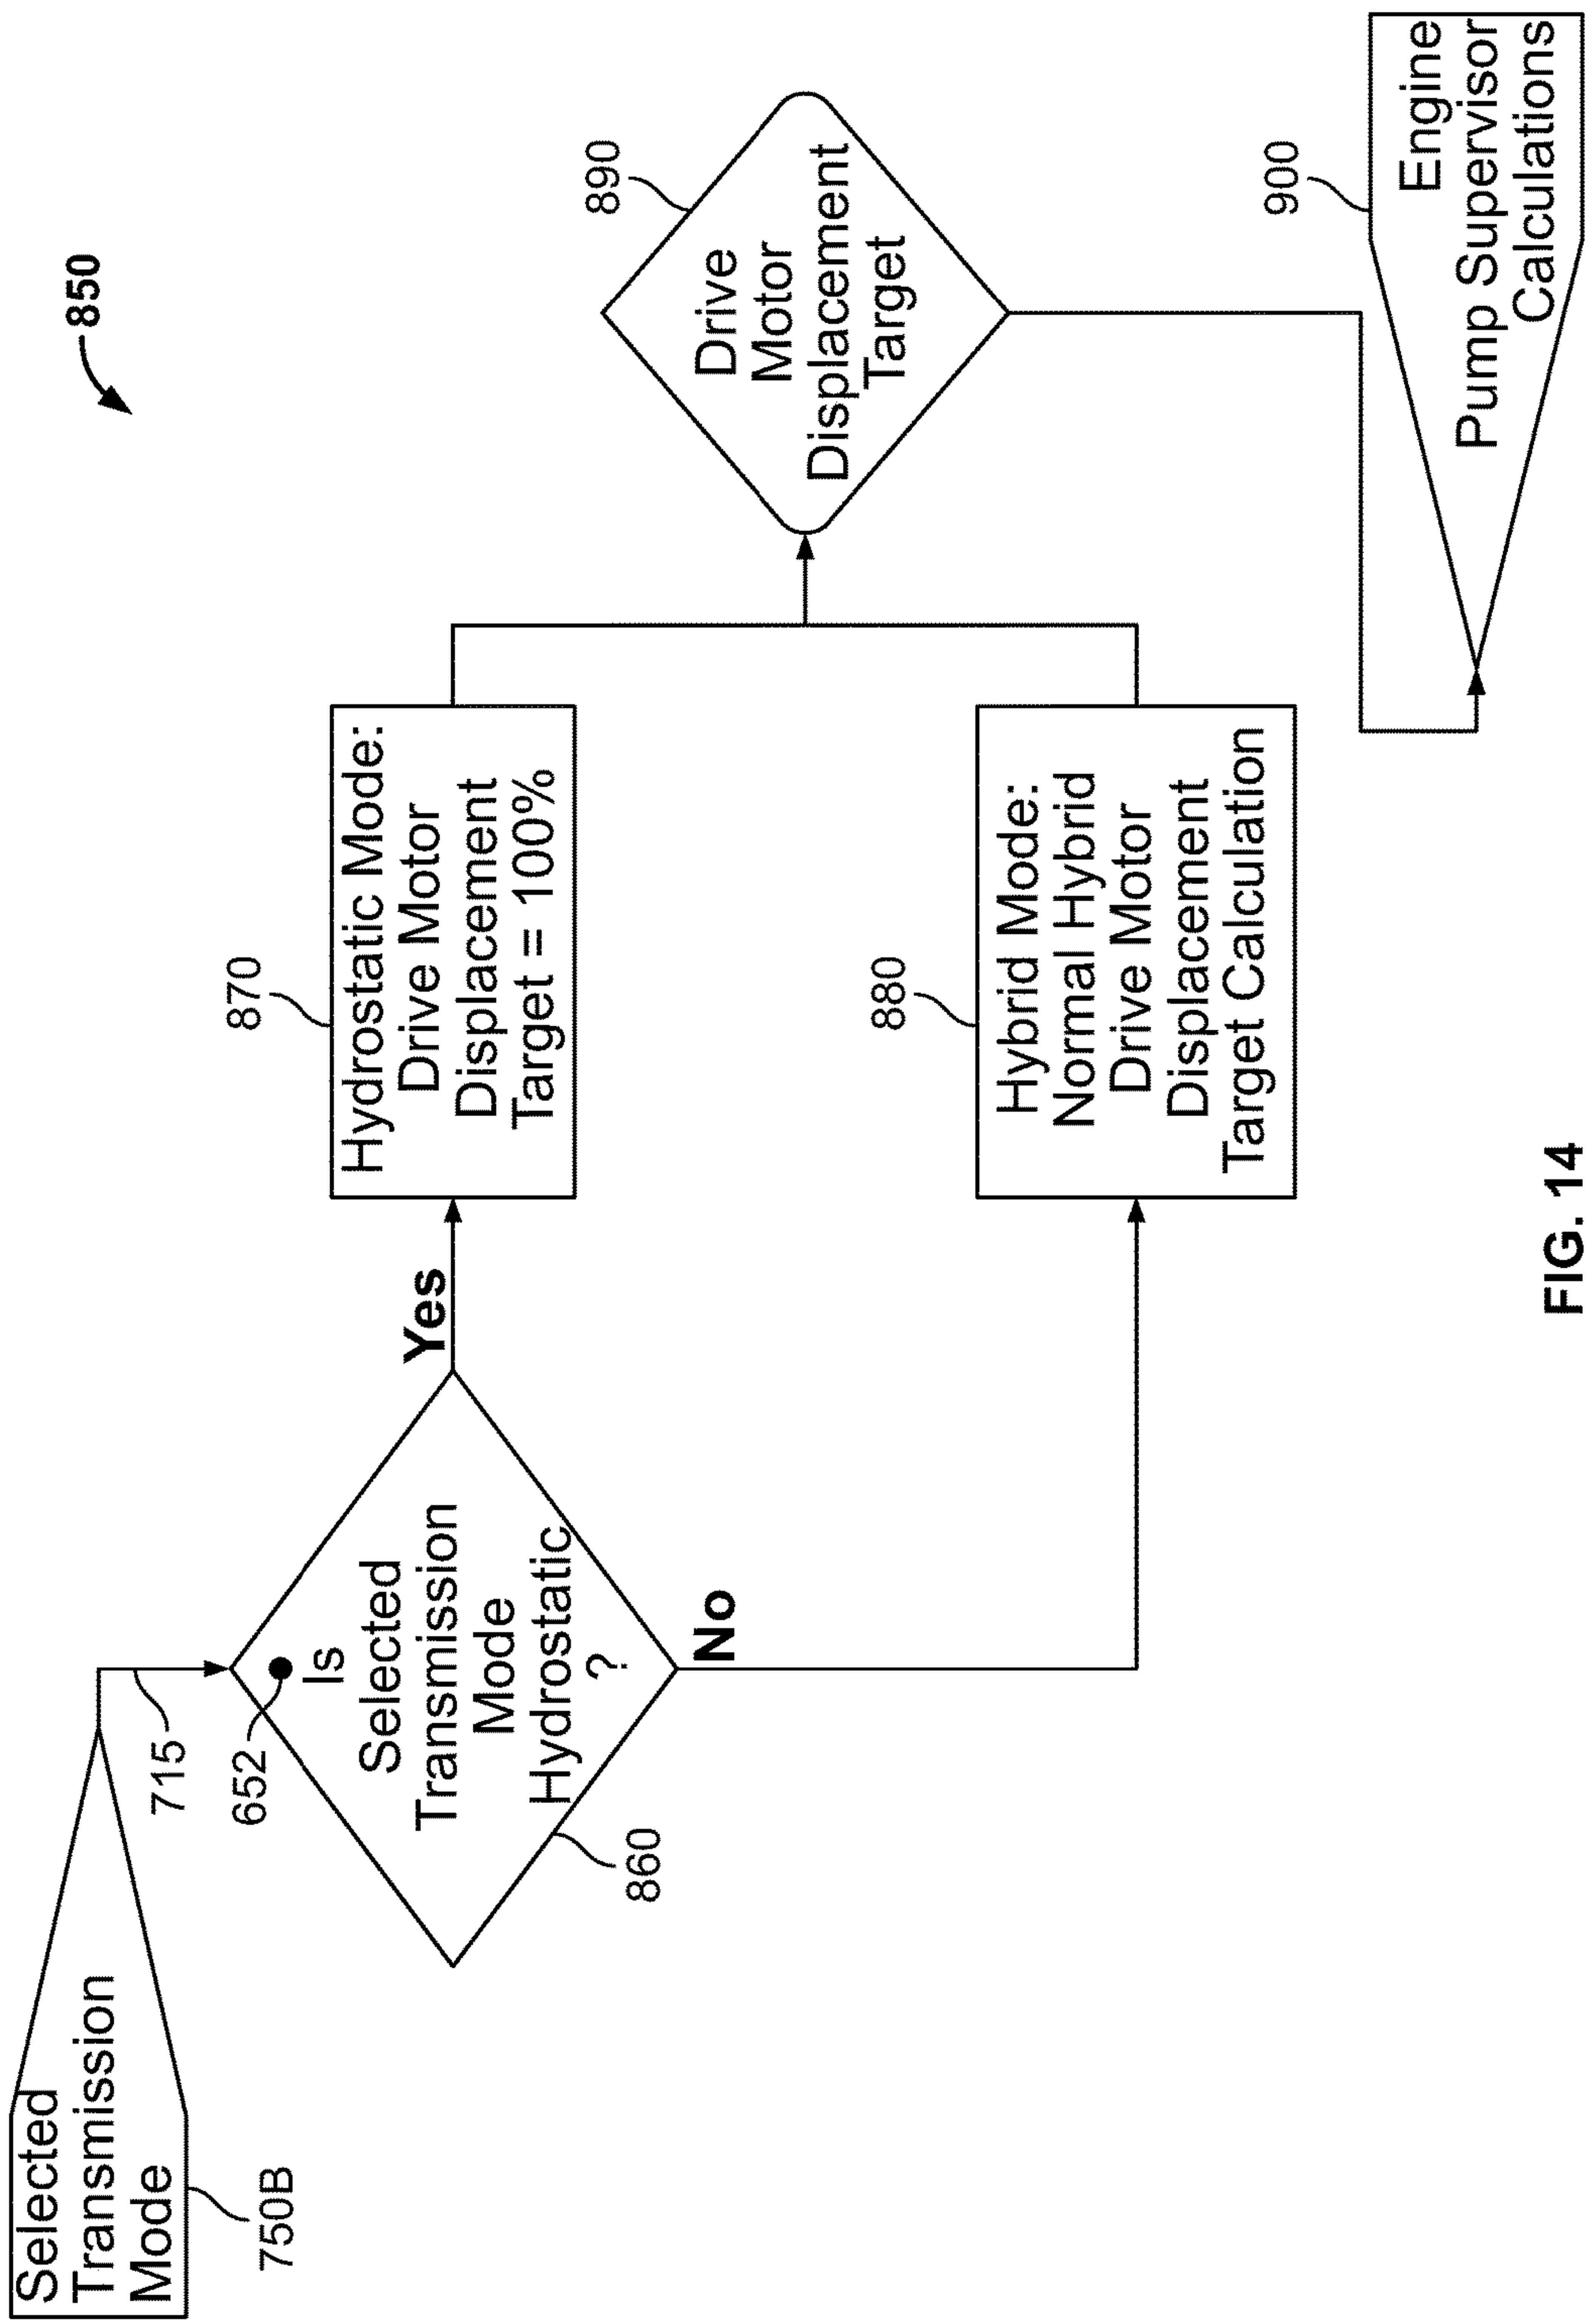 850
Selected
Transmission
Mode
750B
715
652
Is
Selected
Transmission
Mode
Hydrostatic
?
860
Yes
No
870
Hydrostatic Mode:
Drive Motor
Displacement
Target = 100%
880
Hybrid Mode:
Normal Hybrid
Drive Motor
Displacement
Target Calculation
890
Drive
Motor
Displacement
Target
900
Engine
Pump Supervisor
Calculations
FIG. 14